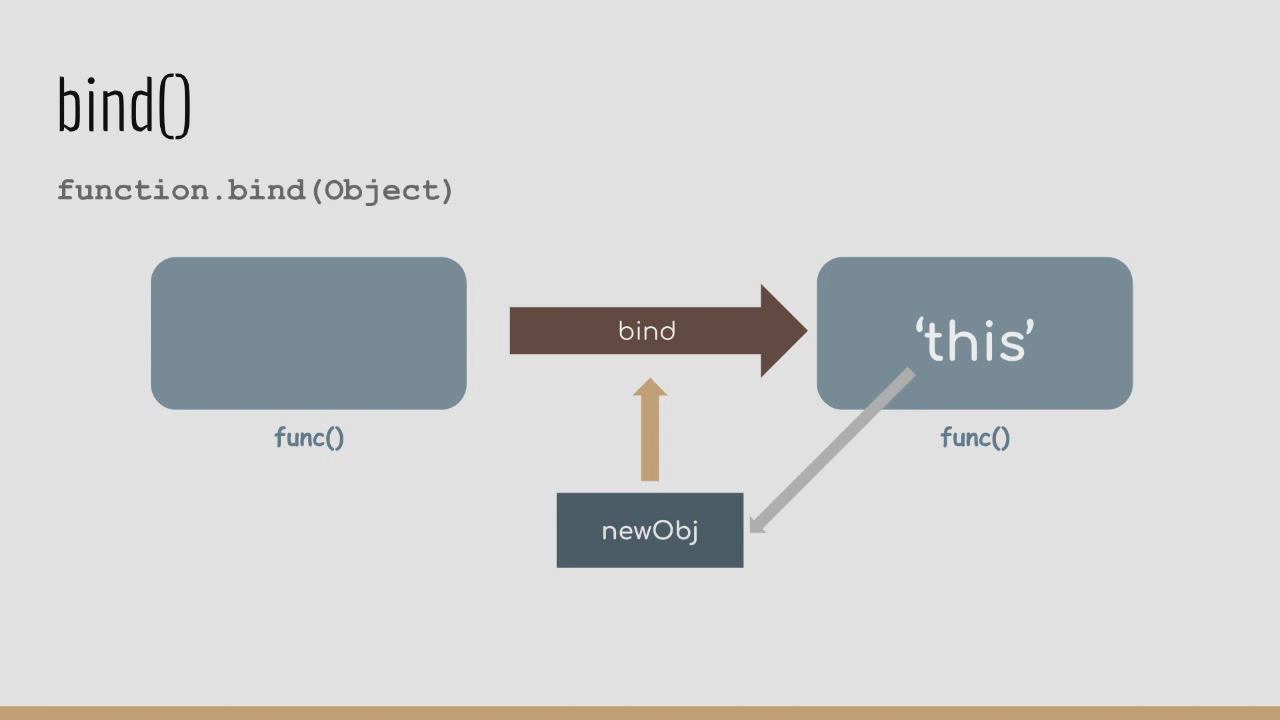 bind()
function.bind(Object)
bind
‘this’
func()
func()
newObj